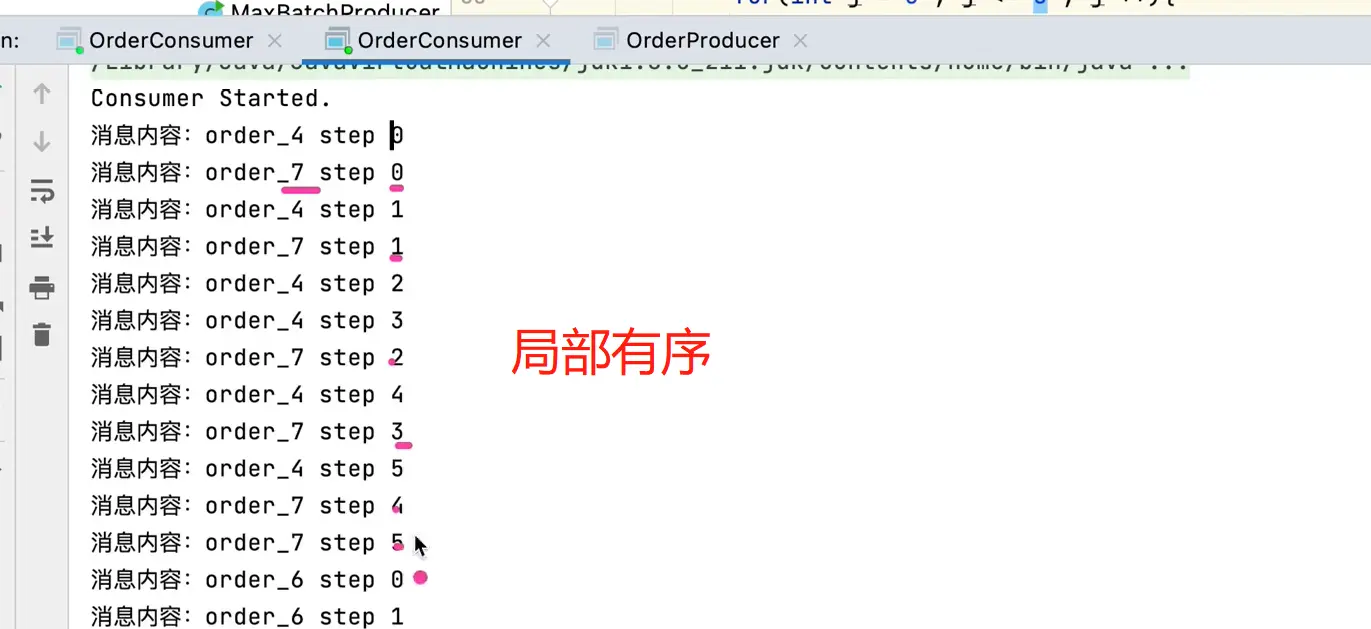 MaxBatchProducer
n: OrderConsumer OrderConsumer OrderProducer
Consumer Started.
消息内容：order_4 step 0
消息内容：order_7 step 0
消息内容：order_4 step 1
消息内容：order_7 step 1
消息内容：order_4 step 2
消息内容：order_4 step 3
消息内容：order_7 step 2
局部有序
消息内容：order_4 step 4
消息内容：order_7 step 3
消息内容：order_4 step 5
消息内容：order_7 step 4
消息内容：order_7 step 5
消息内容：order_6 step 0
消息内容：order_6 step 1